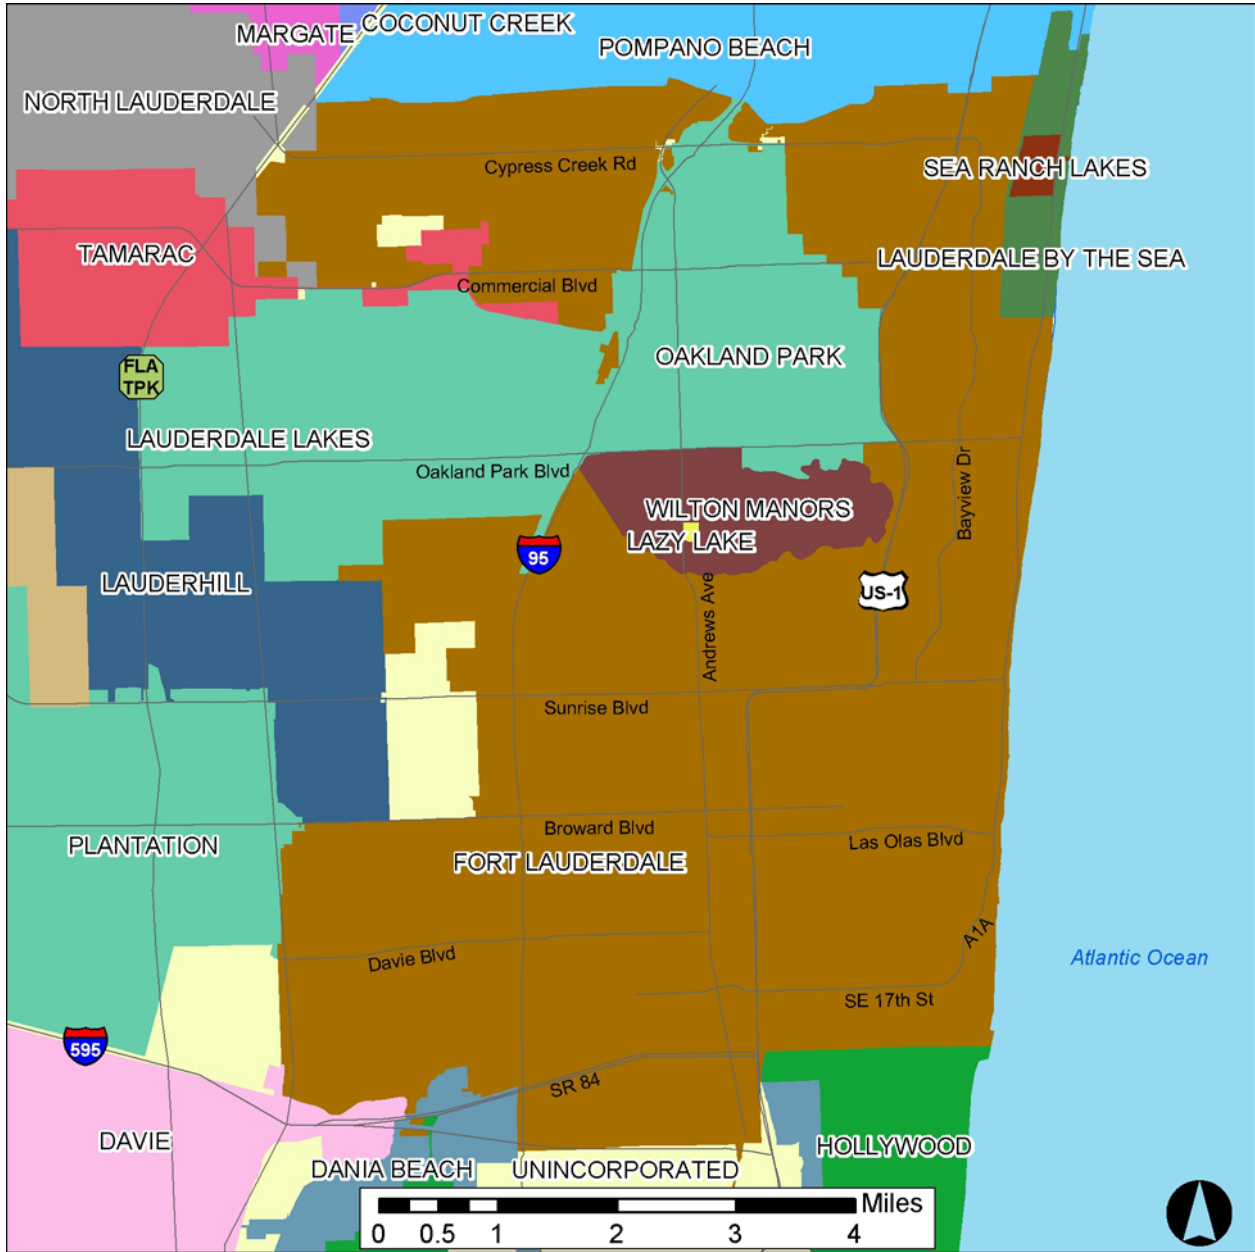 MARGATE
COCONUT CREEK
POMPANO BEACH
NORTH LAUDERDALE
Cypress Creek Rd
SEA RANCH LAKES
TAMARAC
LAUDERDALE BY THE SEA
Commercial Blvd
OAKLAND PARK
FLA
TPK
LAUDERDALE LAKES
Oakland Park Blvd
Bayview Dr
WILTON MANORS
LAZY LAKE
95
LAUDERHILL
US-1
Andrews Ave
Sunrise Blvd
Broward Blvd
Las Olas Blvd
PLANTATION
FORT LAUDERDALE
A1A
Davie Blvd
Atlantic Ocean
SE 17th St
595
SR 84
DAVIE
HOLLYWOOD
DANIA BEACH
UNINCORPORATED
Miles
0 0.5 1 2 3 4